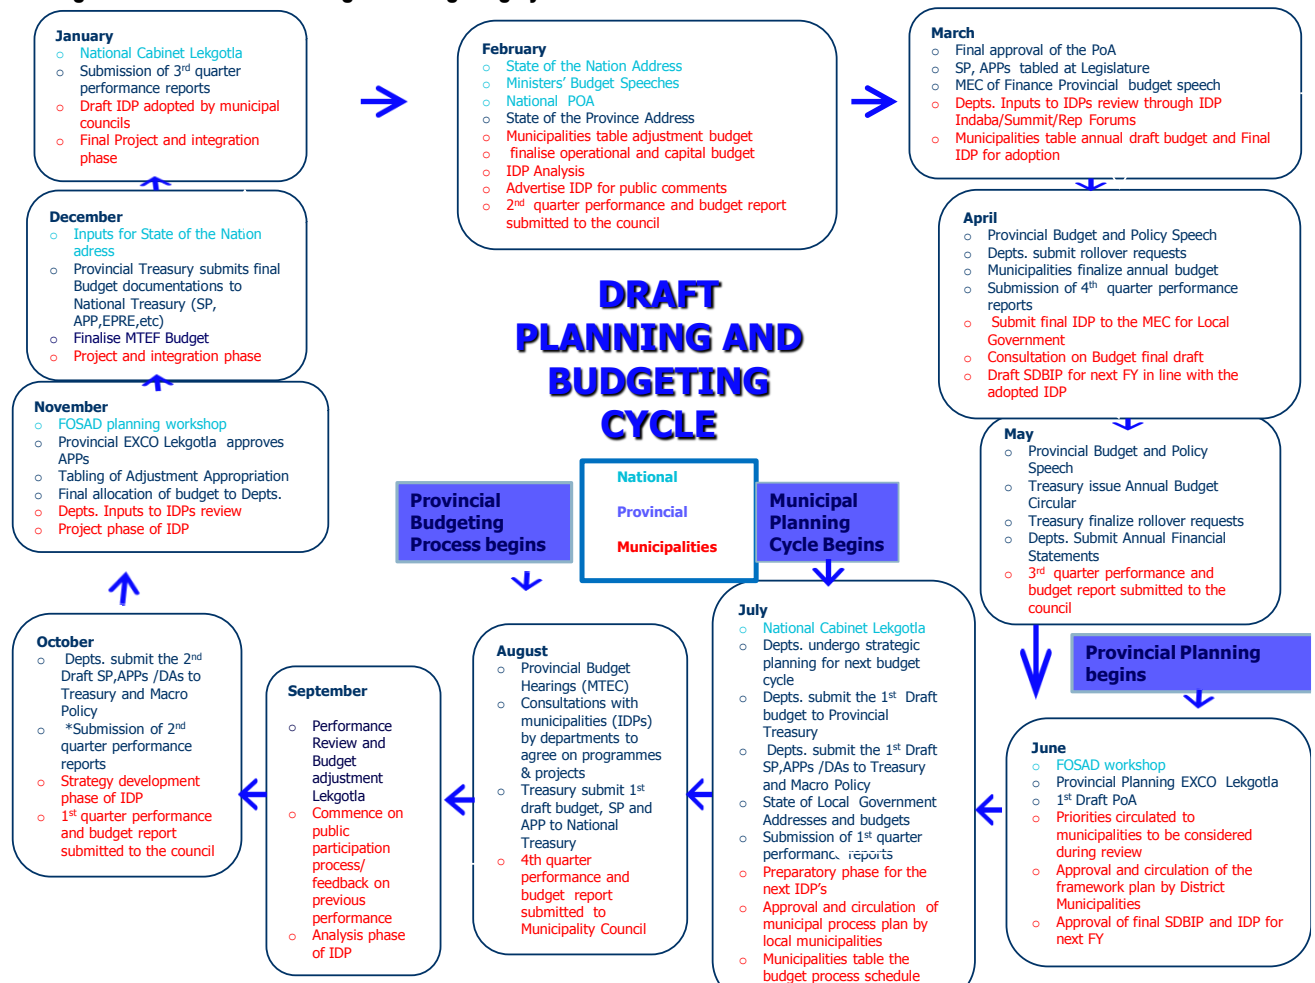 January
○ National Cabinet Lekgotla
○ Submission of 3rd quarter
performance reports
○ Draft IDP adopted by municipal
councils
○ Final Project and integration
phase
February
○ State of the Nation Address
○ Ministers' Budget Speeches
○ National POA
○ State of the Province Address
○ Municipalities table adjustment budget
○ finalise operational and capital budget
○ IDP Analysis
○ Advertise IDP for public comments
○ 2nd quarter performance and budget report
submitted to the council
March
○ Final approval of the PoA
○ SP, APPs tabled at Legislature
○ MEC of Finance Provincial budget speech
○ Depts. Inputs to IDPs review through IDP
Indaba/Summit/Rep Forums
○ Municipalities table annual draft budget and Final
IDP for adoption
December
○ Inputs for State of the Nation
adress
○ Provincial Treasury submits final
Budget documentations to
National Treasury (SP,
APP,EPRE,etc)
○ Finalise MTEF Budget
○ Project and integration phase
April
○ Provincial Budget and Policy Speech
○ Depts. submit rollover requests
○ Municipalities finalize annual budget
○ Submission of 4th quarter performance
reports
○ Submit final IDP to the MEC for Local
Government
○ Consultation on Budget final draft
○ Draft SDBIP for next FY in line with the
adopted IDP
DRAFT
PLANNING AND
BUDGETING
CYCLE
November
○ FOSAD planning workshop
○ Provincial EXCO Lekgotla approves
APPs
○ Tabling of Adjustment Appropriation
○ Final allocation of budget to Depts.
○ Depts. Inputs to IDPs review
○ Project phase of IDP
May
○ Provincial Budget and Policy
Speech
○ Treasury issue Annual Budget
Circular
○ Treasury finalize rollover requests
○ Depts. Submit Annual Financial
Statements
○ 3rd quarter performance and
budget report submitted to the
council
Provincial
Budgeting
Process begins
National
Provincial
Municipalities
Municipal
Planning
Cycle Begins
Provincial Planning
begins
October
○ Depts. submit the 2nd
Draft SP,APPs /DAs to
Treasury and Macro
Policy
○ *Submission of 2nd
quarter performance
reports
○ Strategy development
phase of IDP
○ 1st quarter performance
and budget report
submitted to the council
September
○ Performance
Review and
Budget
adjustment
Lekgotla
○ Commence on
public
participation
process/
feedback on
previous
performance
○ Analysis phase
of IDP
August
○ Provincial Budget
Hearings (MTEC)
○ Consultations with
municipalities (IDPs)
by departments to
agree on programmes
& projects
○ Treasury submit 1st
draft budget, SP and
APP to National
Treasury
○ 4th quarter
performance and
budget report
submitted to
Municipality Council
July
○ National Cabinet Lekgotla
○ Depts. undergo strategic
planning for next budget
cycle
○ Depts. submit the 1st Draft
budget to Provincial
Treasury
○ Depts. submit the 1st Draft
SP,APPs /DAs to Treasury
and Macro Policy
○ State of Local Government
Addresses and budgets
○ Submission of 1st quarter
performance reports
○ Preparatory phase for the
next IDP's
○ Approval and circulation of
municipal process plan by
local municipalities
○ Municipalities table the
budget process schedule
June
○ FOSAD workshop
○ Provincial Planning EXCO Lekgotla
○ 1st Draft PoA
○ Priorities circulated to
municipalities to be considered
during review
○ Approval and circulation of the
framework plan by District
Municipalities
○ Approval of final SDBIP and IDP for
next FY